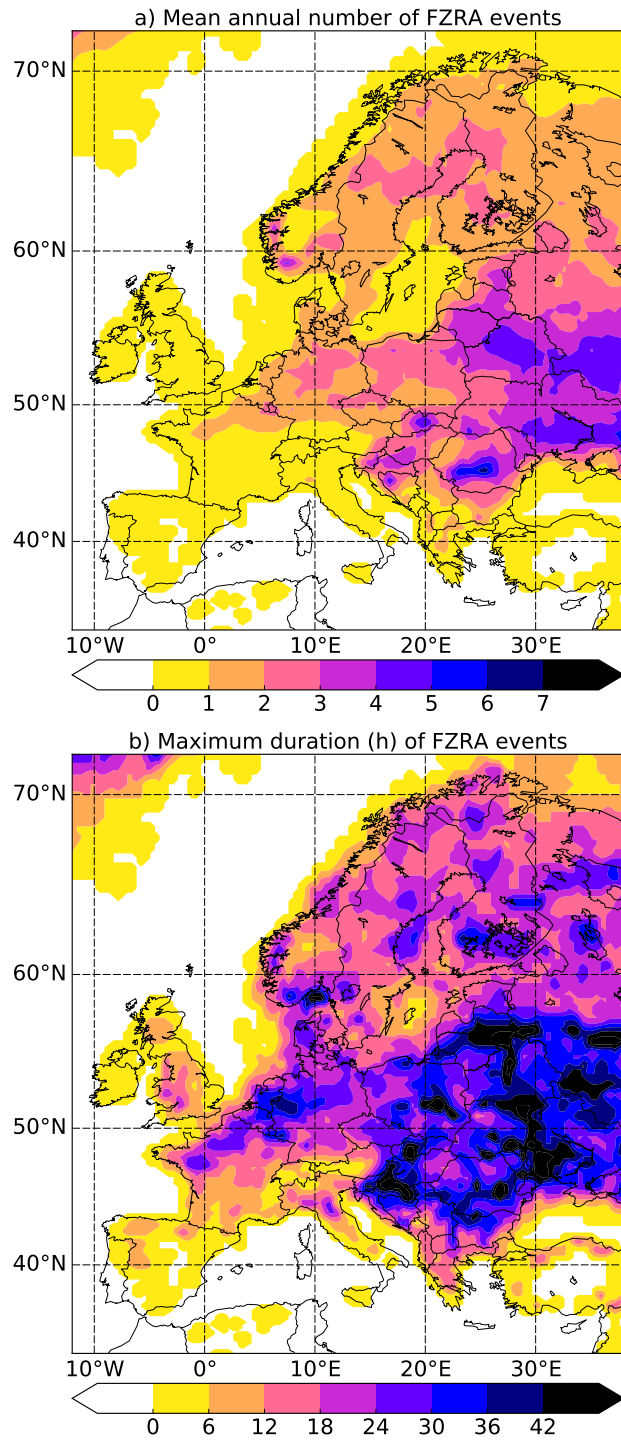 a) Mean annual number of FZRA events
70°N
60°N
50°N
40°N
10°W 0° 10°E 20°E 30°E
0 1 2 3 4 5 6 7
b) Maximum duration (h) of FZRA events
70°N
60°N
50°N
40°N
10°W 0° 10°E 20°E 30°E
0 6 12 18 24 30 36 42